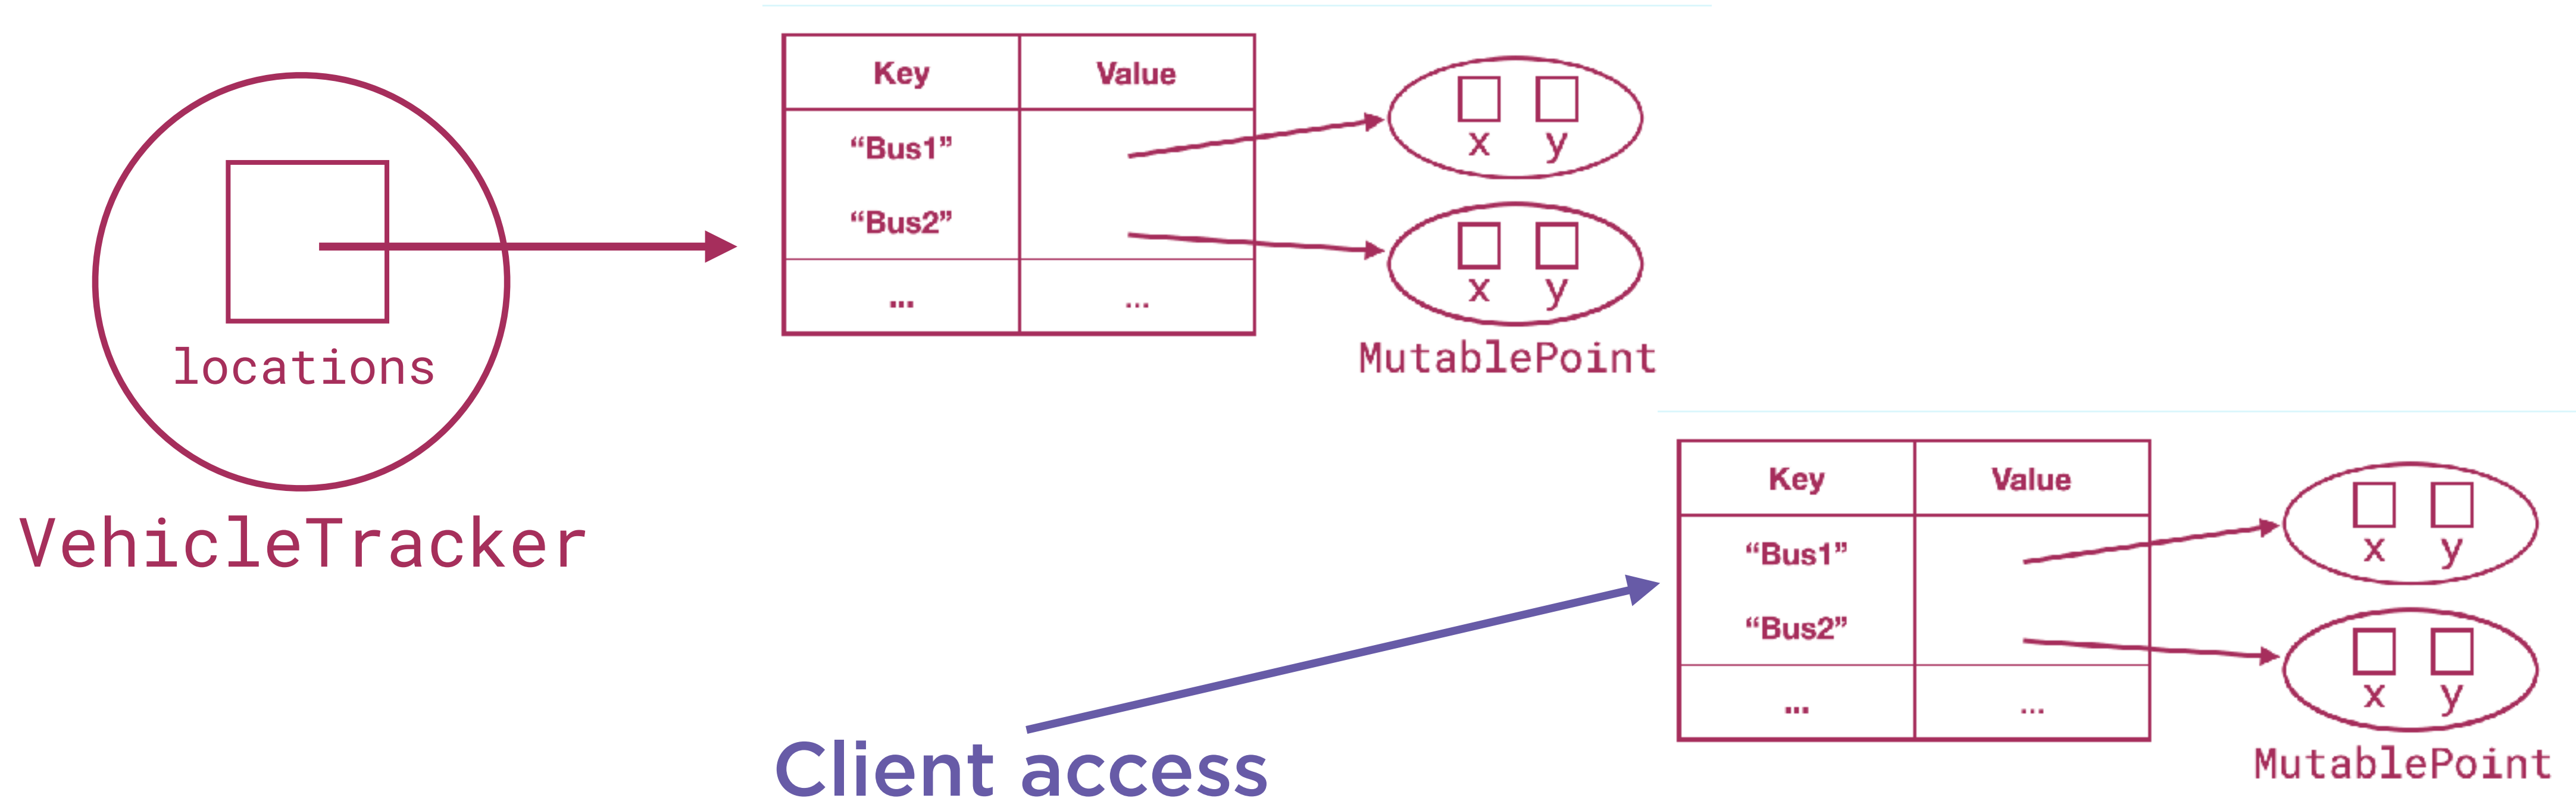 Key Value
“Bus1”
“Bus2”
... ...
x y
x y
MutablePoint
locations
VehicleTracker
Key Value
“Bus1”
“Bus2”
... ...
x y
x y
MutablePoint
Client access